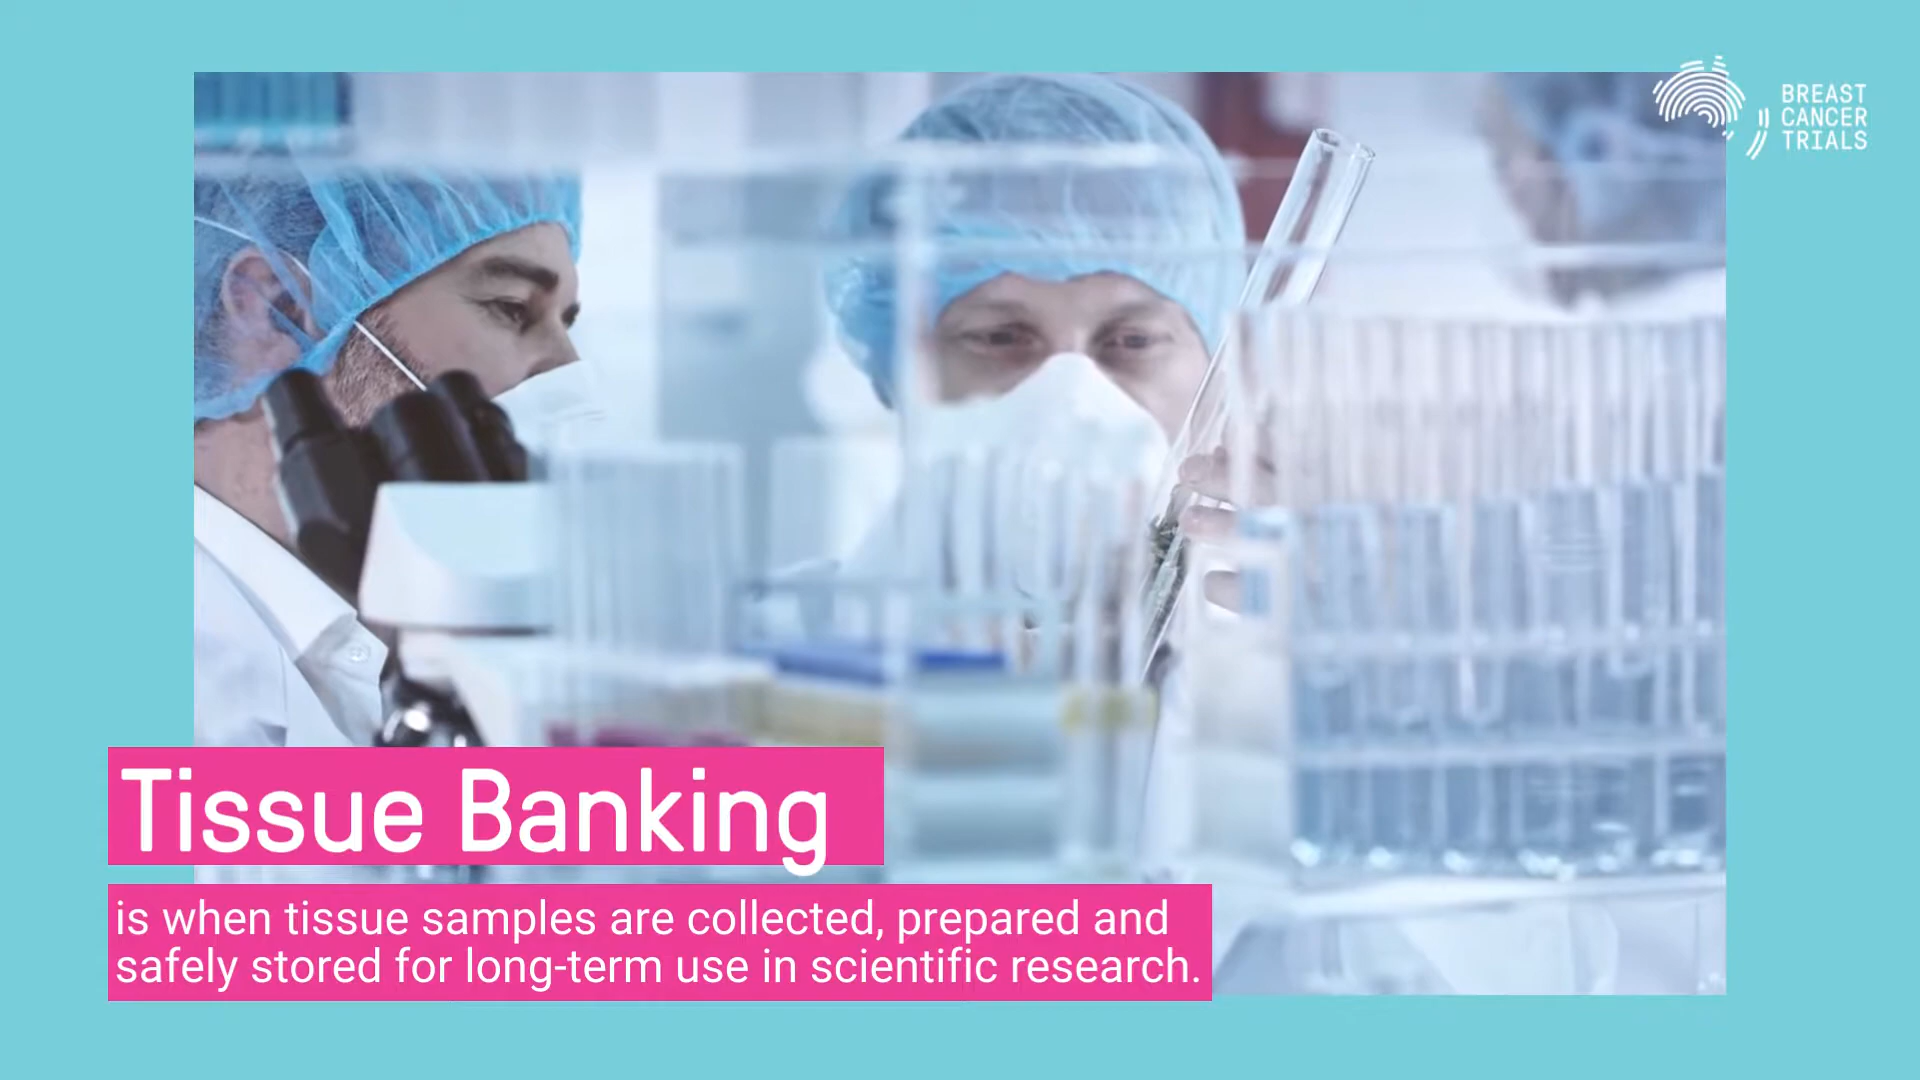 BREAST
CANCER
TRIALS
Tissue Banking
is when tissue samples are collected, prepared and
safely stored for long-term use in scientific research.